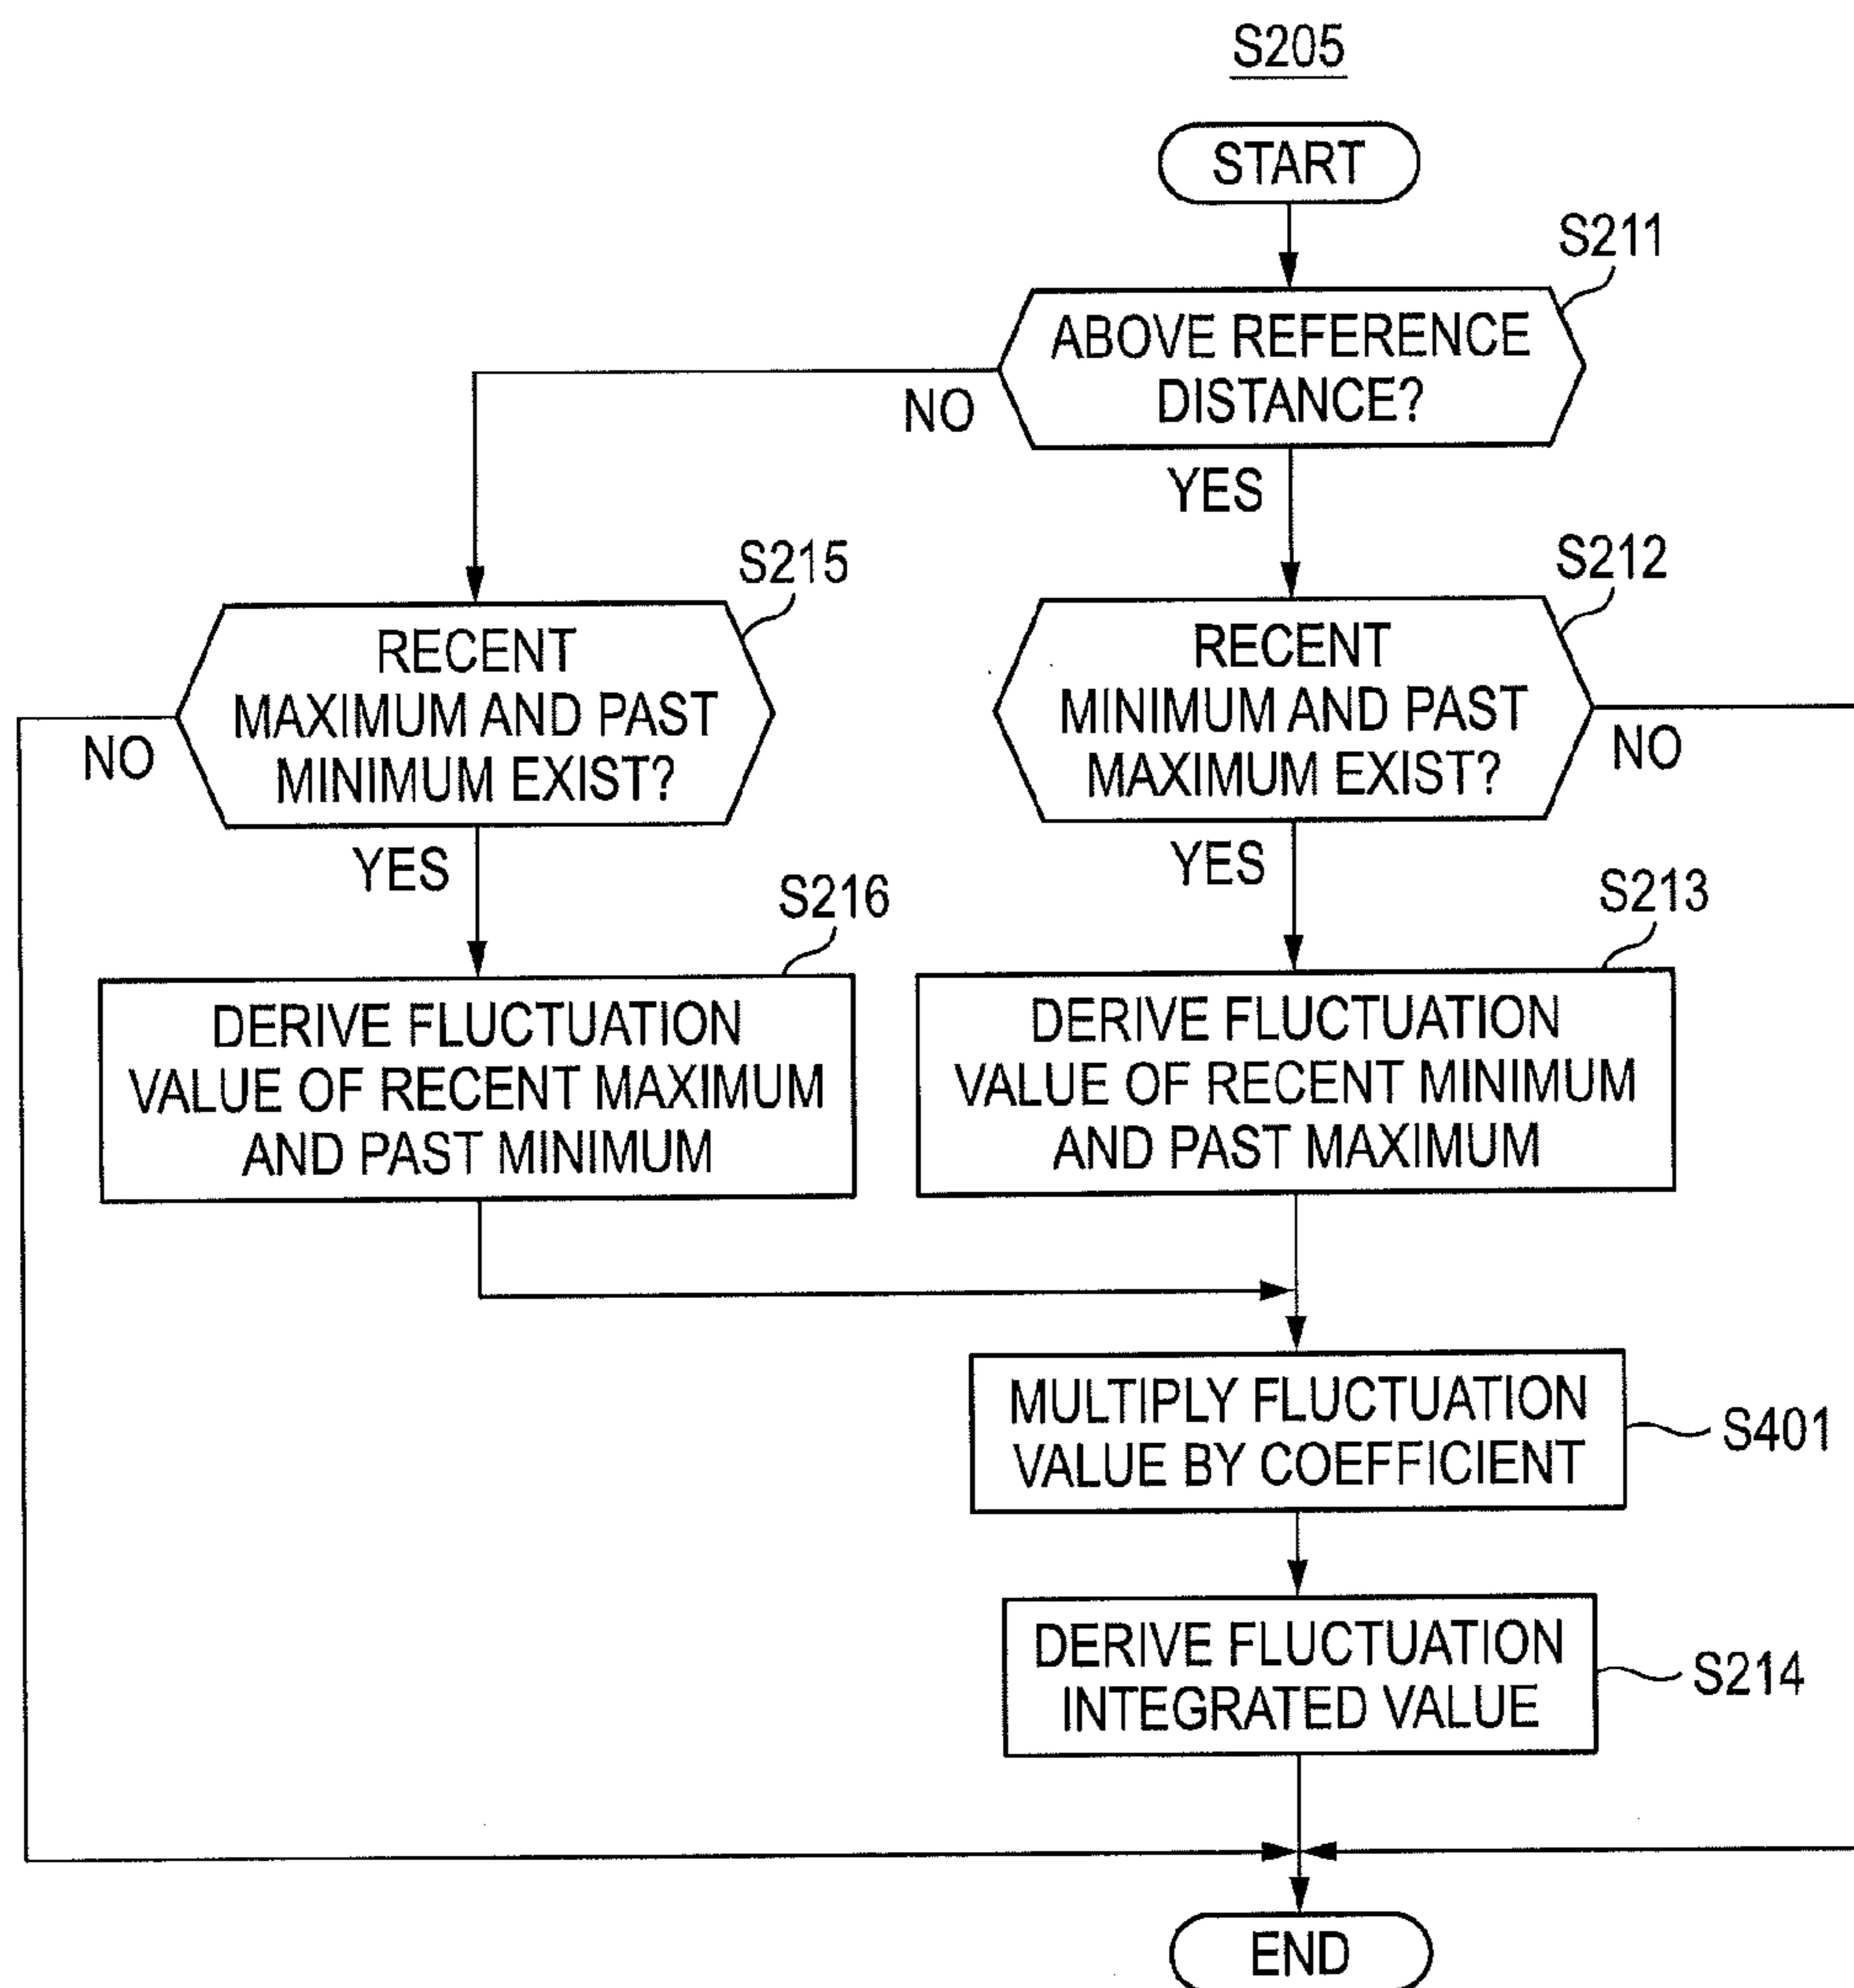 S205
START
S211
ABOVE REFERENCE
DISTANCE?
NO
YES
S215
RECENT
MAXIMUM AND PAST
MINIMUM EXIST?
NO
YES
S212
RECENT
MINIMUM AND PAST
MAXIMUM EXIST?
NO
YES
S216
DERIVE FLUCTUATION
VALUE OF RECENT MAXIMUM
AND PAST MINIMUM
S213
DERIVE FLUCTUATION
VALUE OF RECENT MINIMUM
AND PAST MAXIMUM
MULTIPLY FLUCTUATION
VALUE BY COEFFICIENT
S401
DERIVE FLUCTUATION
INTEGRATED VALUE
S214
END